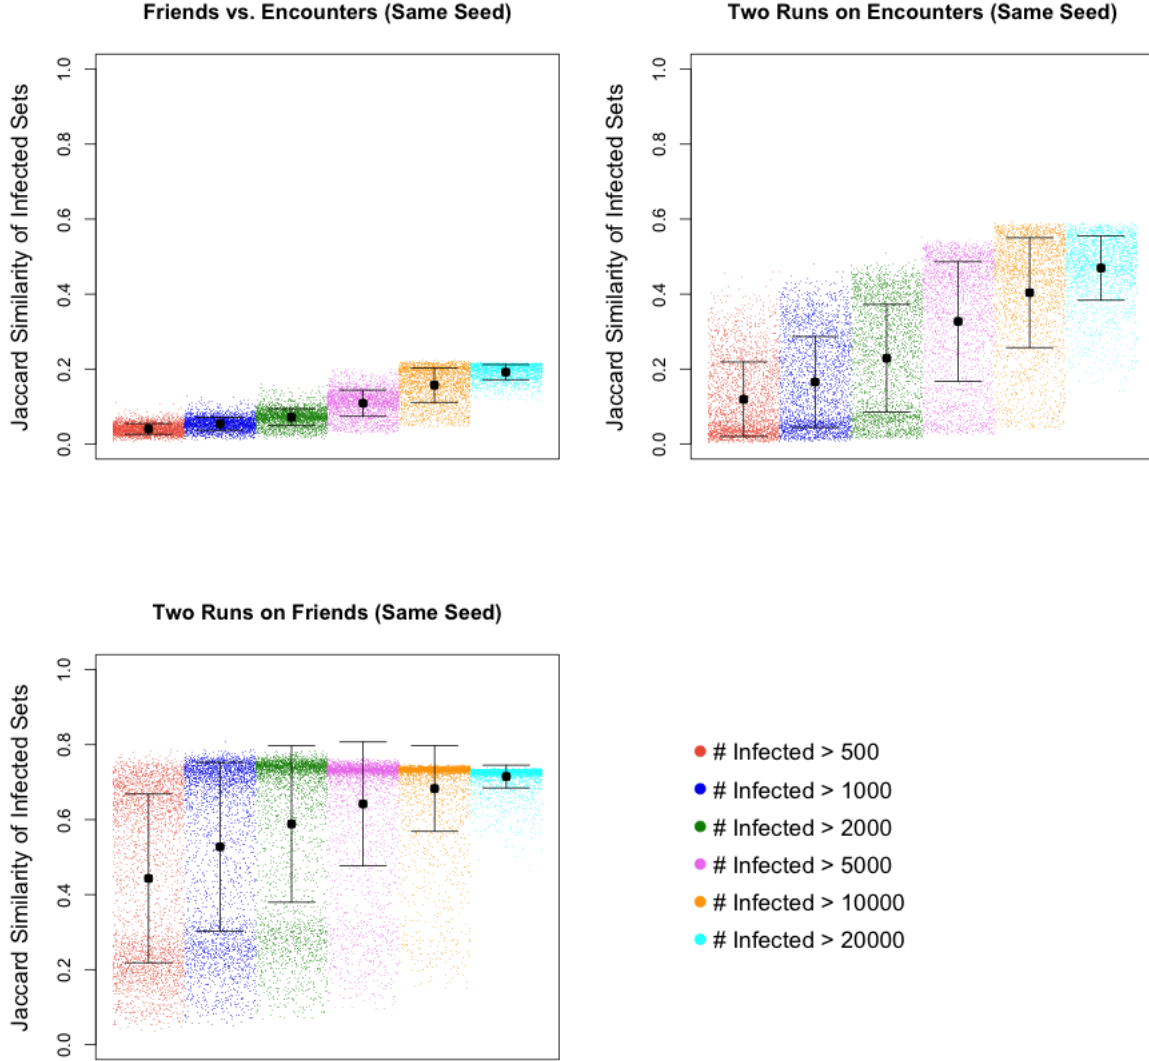 Friends vs. Encounters (Same Seed)
Jaccard Similarity of Infected Sets
1.0
0.8
0.6
0.4
0.2
0.0
Two Runs on Encounters (Same Seed)
Jaccard Similarity of Infected Sets
1.0
0.8
0.6
0.4
0.2
0.0
Two Runs on Friends (Same Seed)
Jaccard Similarity of Infected Sets
1.0
0.8
0.6
0.4
0.2
0.0
# Infected > 500
# Infected > 1000
# Infected > 2000
# Infected > 5000
# Infected > 10000
# Infected > 20000